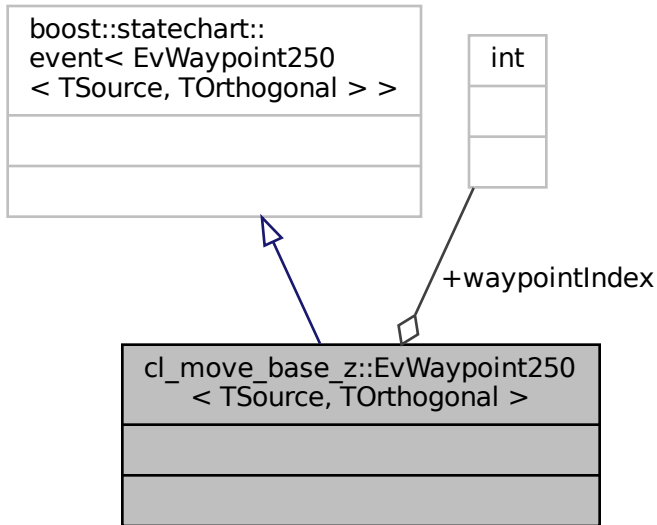 boost::statechart::
event< EvWaypoint250
< TSource, TOrthogonal > >
int
+waypointIndex
cl_move_base_z::EvWaypoint250
< TSource, TOrthogonal >